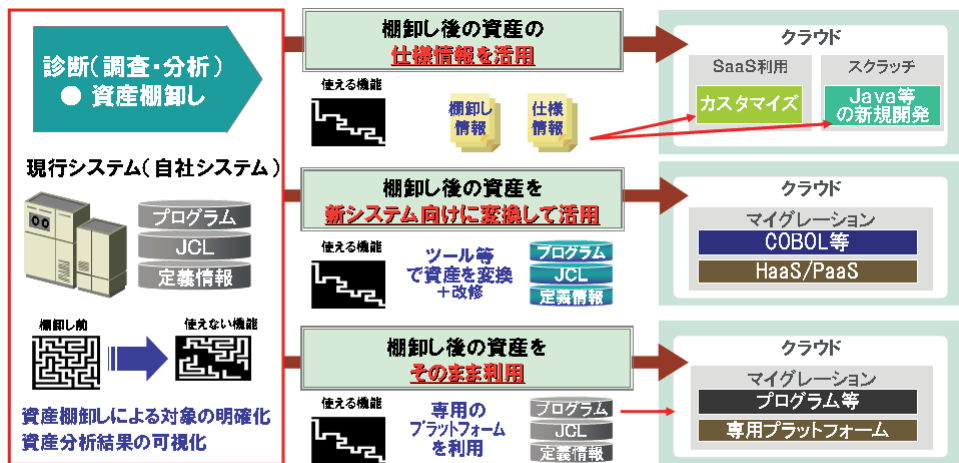 診断(調査・分析)
● 資産棚卸し
現行システム(自社システム)
プログラム
JCL
定義情報
棚卸し前
使えない機能
資産棚卸しによる対象の明確化
資産分析結果の可視化
棚卸し後の資産の
仕様情報を活用
使える機能
棚卸し
情報
仕様
情報
クラウド
SaaS利用
カスタマイズ
スクラッチ
Java等
の新規開発
棚卸し後の資産を
新システム向けに変換して活用
使える機能
ツール等
で資産を変換
+改修
プログラム
JCL
定義情報
クラウド
マイグレーション
COBOL等
HaaS/PaaS
棚卸し後の資産を
そのまま利用
使える機能
専用の
プラットフォーム
を利用
プログラム
JCL
定義情報
クラウド
マイグレーション
プログラム等
専用プラットフォーム